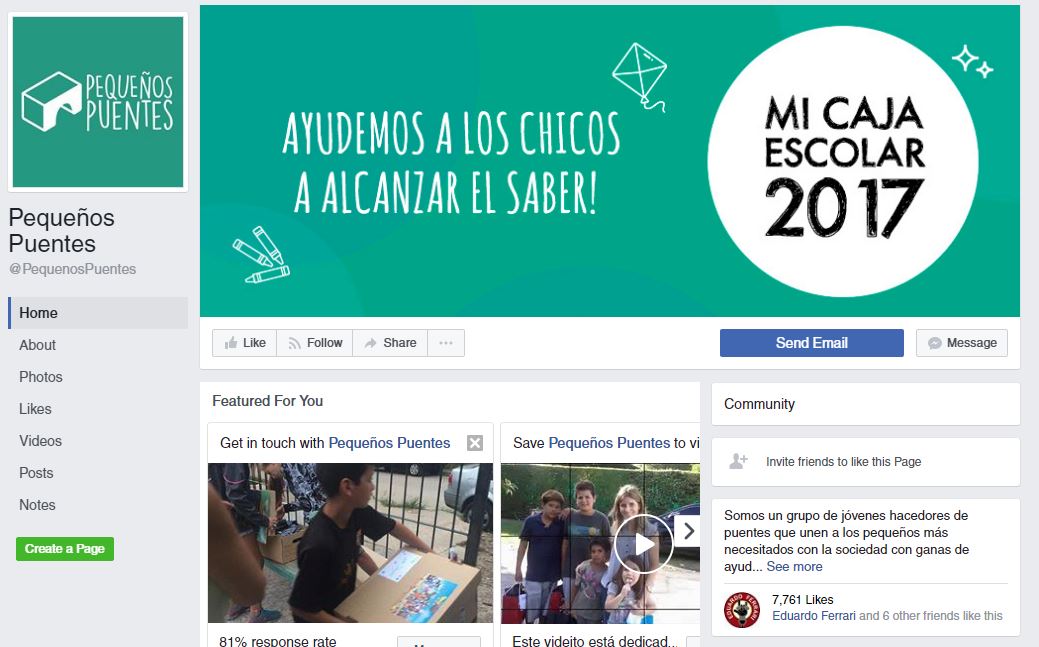 PEQUEÑOS
PUENTES
Pequeños
Puentes
@PequenosPuentes
Home
About
Photos
Likes
Videos
Posts
Notes
Create a Page
AYUDEMOS A LOS CHICOS
A ALCANZAR EL SABER!
MI CAJA
ESCOLAR
2017
Like
Follow
Share
...
Send Email
Message
Featured For You
Get in touch with Pequeños Puentes
81% response rate
Save Pequeños Puentes to vi
Este videito está dedicad...
Community
Invite friends to like this Page
Somos un grupo de jóvenes hacedores de
puentes que unen a los pequeños más
necesitados con la sociedad con ganas de
ayud... See more
EDUARDO FERRARI
7,761 Likes
Eduardo Ferrari and 6 other friends like this